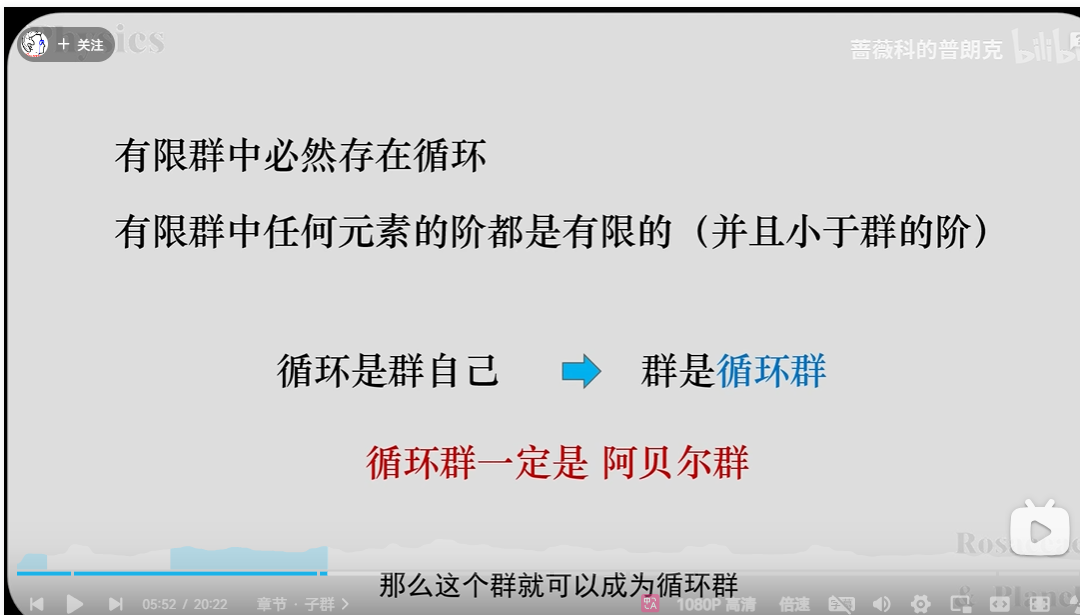 + 关注
蔷薇科的普朗克 bilibili
有限群中必然存在循环
有限群中任何元素的阶都是有限的（并且小于群的阶）
循环是群自己 群是循环群
循环群一定是 阿贝尔群
那么这个群就可以成为循环群
05:52 / 20:22 章节 · 子群 1080P 高清 倍速